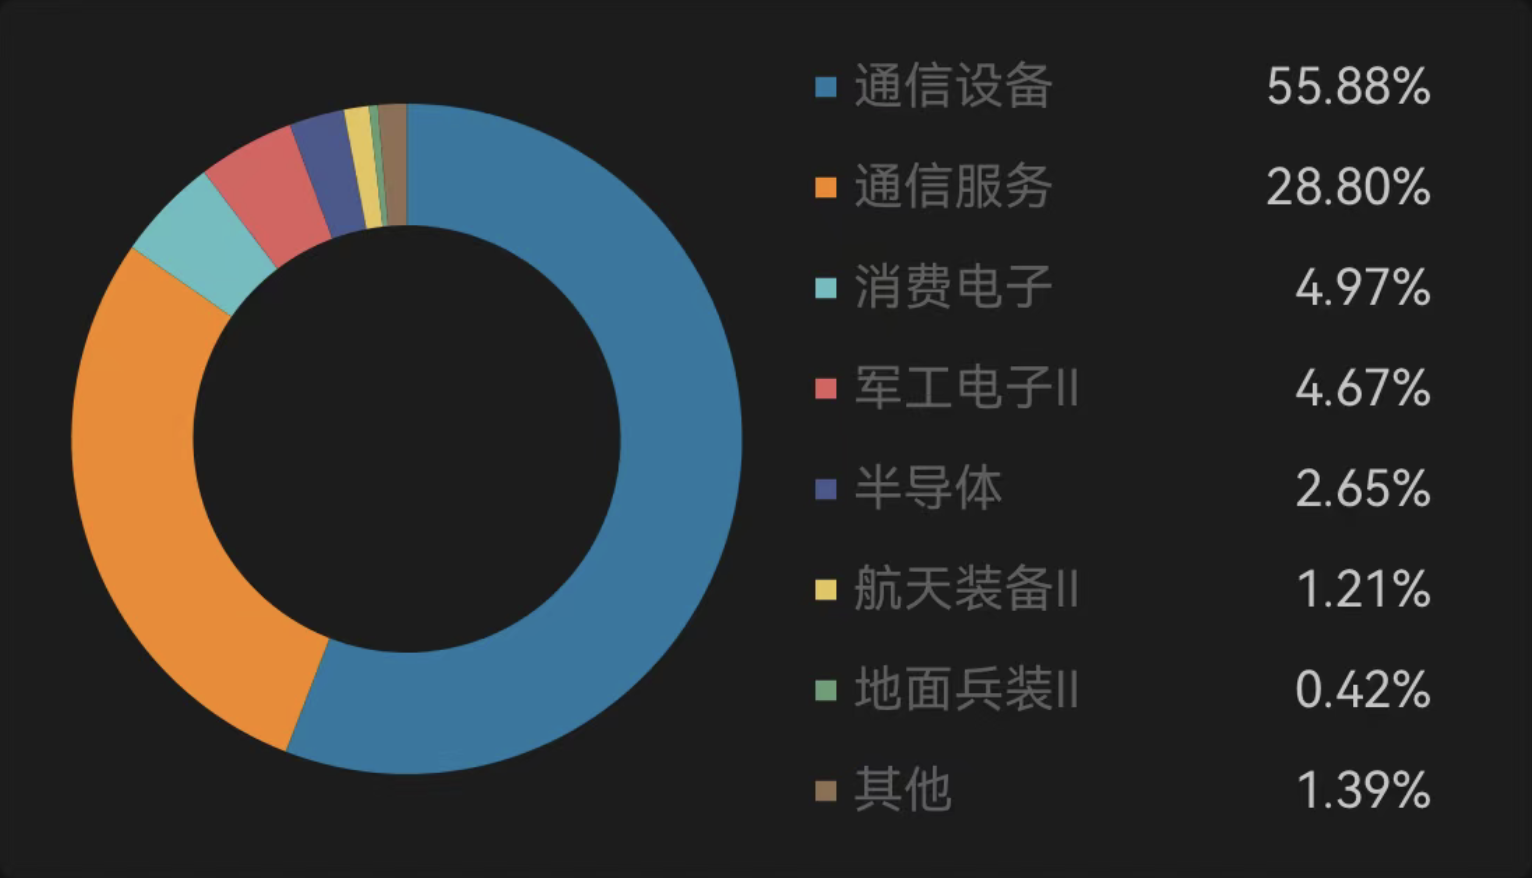 通信设备 55.88%
通信服务 28.80%
消费电子 4.97%
军工电子II 4.67%
半导体 2.65%
航天装备II 1.21%
地面兵装II 0.42%
其他 1.39%